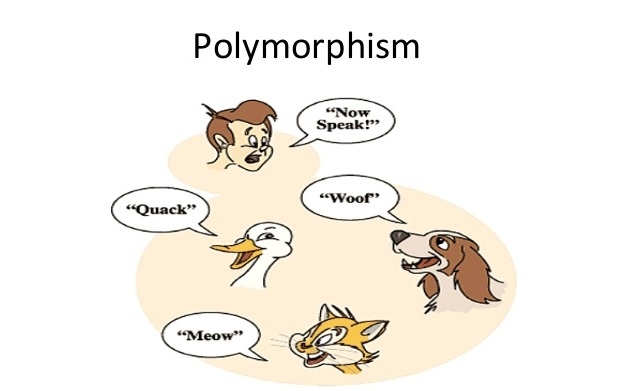 Polymorphism
“Now
Speak!”
“Quack”
“Woof”
“Meow”